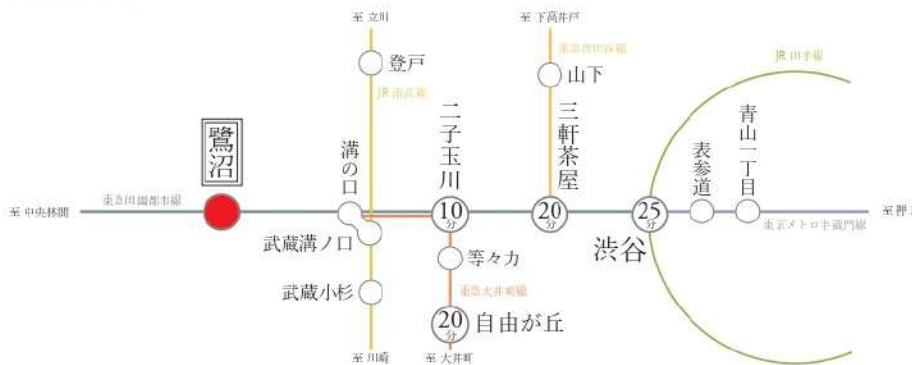 至 立川
至 下高井戸
登戸
東急世田谷線
山下
JR 山手線
JR 南武線
鷺沼
溝の口
二子玉川
三軒茶屋
表参道
青山一丁目
東急田園都市線
至 中央林間
10分
20分
25分
至 押上
東京メトロ半蔵門線
武蔵溝ノ口
渋谷
等々力
武蔵小杉
東急大井町線
20分
自由が丘
至 川崎
至 大井町